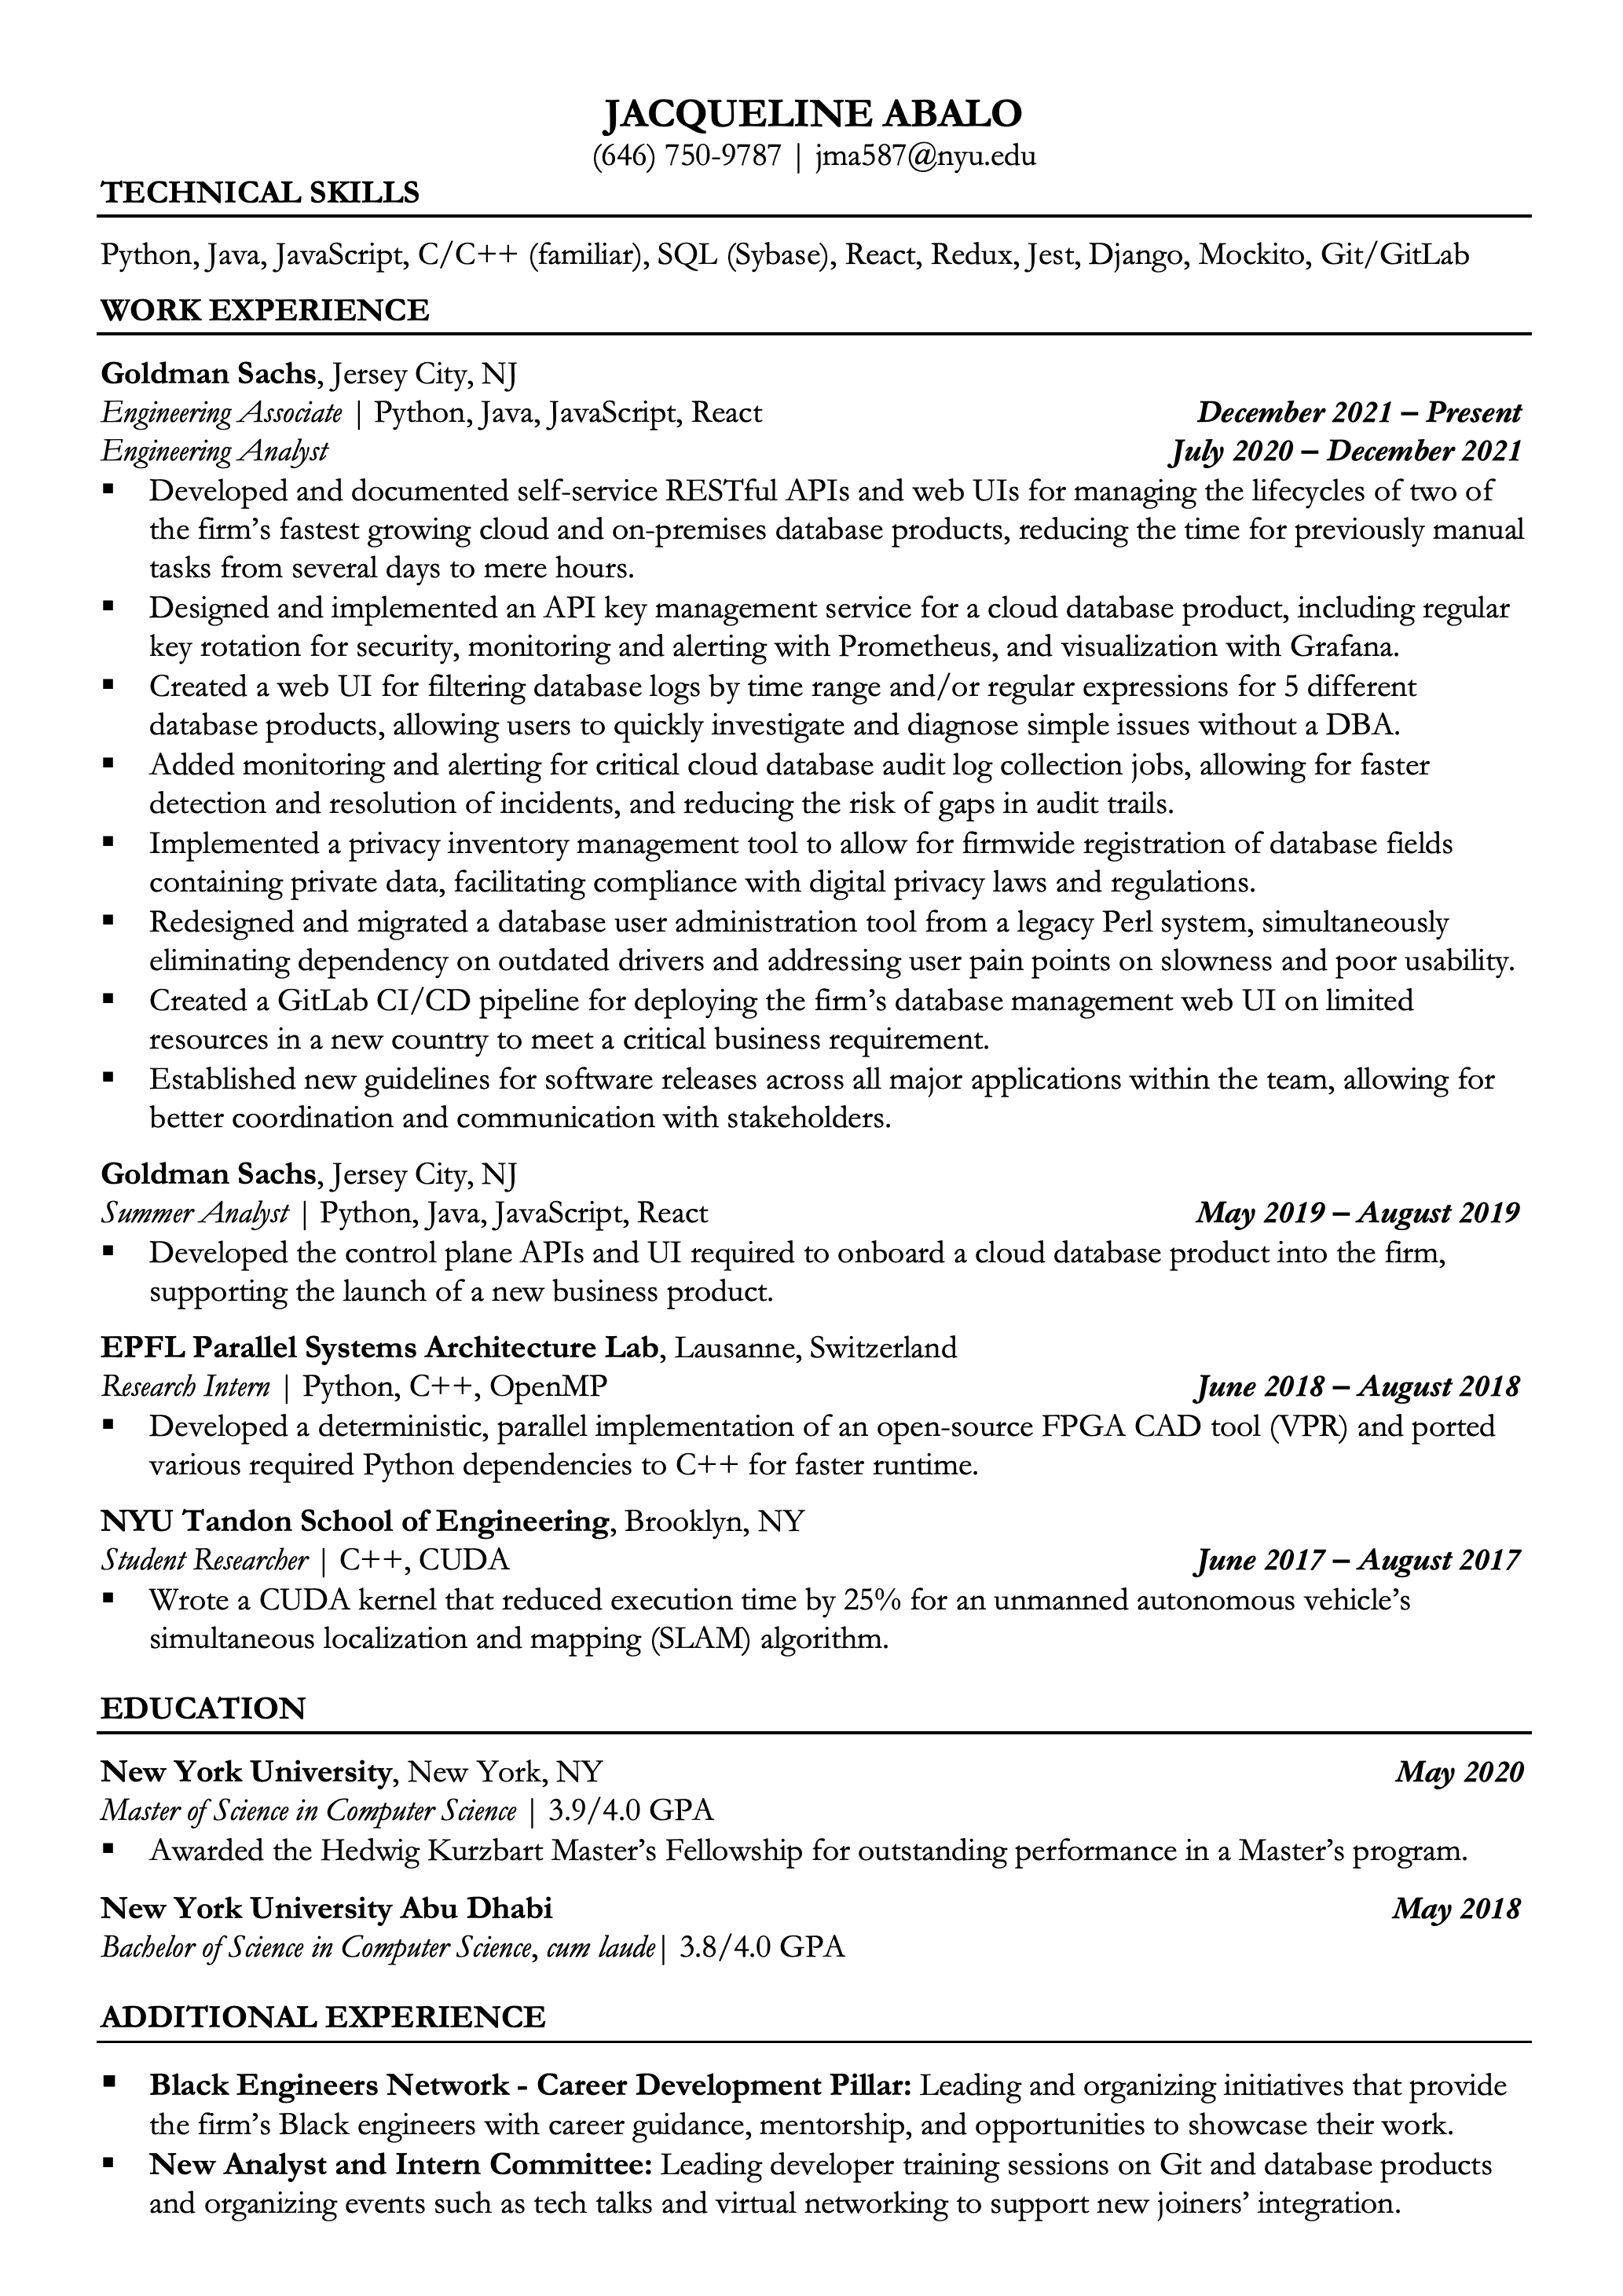 JACQUELINE ABALO
(646) 750-9787 | jma587@nyu.edu
TECHNICAL SKILLS
Python, Java, JavaScript, C/C++ (familiar), SQL (Sybase), React, Redux, Jest, Django, Mockito, Git/GitLab
WORK EXPERIENCE
Goldman Sachs, Jersey City, NJ
Engineering Associate | Python, Java, JavaScript, React December 2021 – Present
Engineering Analyst July 2020 – December 2021
▪ Developed and documented self-service RESTful APIs and web UIs for managing the lifecycles of two of
the firm’s fastest growing cloud and on-premises database products, reducing the time for previously manual
tasks from several days to mere hours.
▪ Designed and implemented an API key management service for a cloud database product, including regular
key rotation for security, monitoring and alerting with Prometheus, and visualization with Grafana.
▪ Created a web UI for filtering database logs by time range and/or regular expressions for 5 different
database products, allowing users to quickly investigate and diagnose simple issues without a DBA.
▪ Added monitoring and alerting for critical cloud database audit log collection jobs, allowing for faster
detection and resolution of incidents, and reducing the risk of gaps in audit trails.
▪ Implemented a privacy inventory management tool to allow for firmwide registration of database fields
containing private data, facilitating compliance with digital privacy laws and regulations.
▪ Redesigned and migrated a database user administration tool from a legacy Perl system, simultaneously
eliminating dependency on outdated drivers and addressing user pain points on slowness and poor usability.
▪ Created a GitLab CI/CD pipeline for deploying the firm’s database management web UI on limited
resources in a new country to meet a critical business requirement.
▪ Established new guidelines for software releases across all major applications within the team, allowing for
better coordination and communication with stakeholders.
Goldman Sachs, Jersey City, NJ
Summer Analyst | Python, Java, JavaScript, React May 2019 – August 2019
▪ Developed the control plane APIs and UI required to onboard a cloud database product into the firm,
supporting the launch of a new business product.
EPFL Parallel Systems Architecture Lab, Lausanne, Switzerland
Research Intern | Python, C++, OpenMP June 2018 – August 2018
▪ Developed a deterministic, parallel implementation of an open-source FPGA CAD tool (VPR) and ported
various required Python dependencies to C++ for faster runtime.
NYU Tandon School of Engineering, Brooklyn, NY
Student Researcher | C++, CUDA June 2017 – August 2017
▪ Wrote a CUDA kernel that reduced execution time by 25% for an unmanned autonomous vehicle’s
simultaneous localization and mapping (SLAM) algorithm.
EDUCATION
New York University, New York, NY May 2020
Master of Science in Computer Science | 3.9/4.0 GPA
▪ Awarded the Hedwig Kurzbart Master’s Fellowship for outstanding performance in a Master’s program.
New York University Abu Dhabi May 2018
Bachelor of Science in Computer Science, cum laude| 3.8/4.0 GPA
ADDITIONAL EXPERIENCE
▪ Black Engineers Network - Career Development Pillar: Leading and organizing initiatives that provide
the firm’s Black engineers with career guidance, mentorship, and opportunities to showcase their work.
▪ New Analyst and Intern Committee: Leading developer training sessions on Git and database products
and organizing events such as tech talks and virtual networking to support new joiners’ integration.